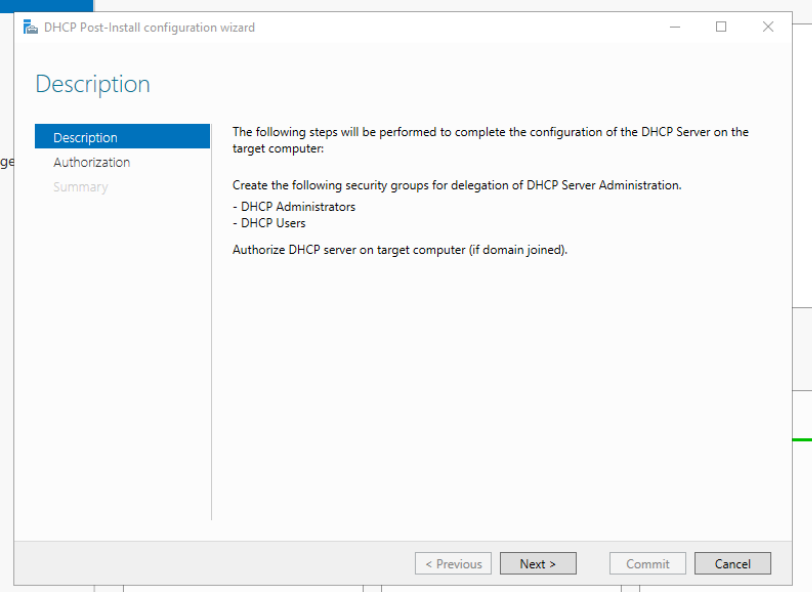 DHCP Post-Install configuration wizard
Description
Description
Authorization
Summary
The following steps will be performed to complete the configuration of the DHCP Server on the
target computer:
Create the following security groups for delegation of DHCP Server Administration.
- DHCP Administrators
- DHCP Users
Authorize DHCP server on target computer (if domain joined).
ge
< Previous
Next >
Commit
Cancel